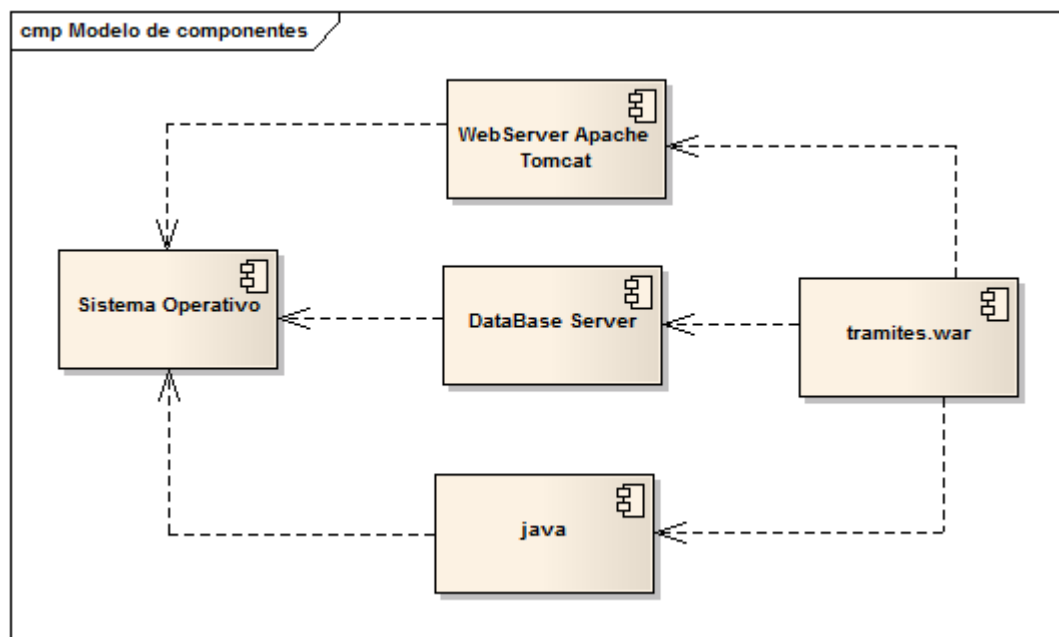 cmp Modelo de componentes
WebServer Apache
Tomcat
Sistema Operativo
DataBase Server
tramites.war
java